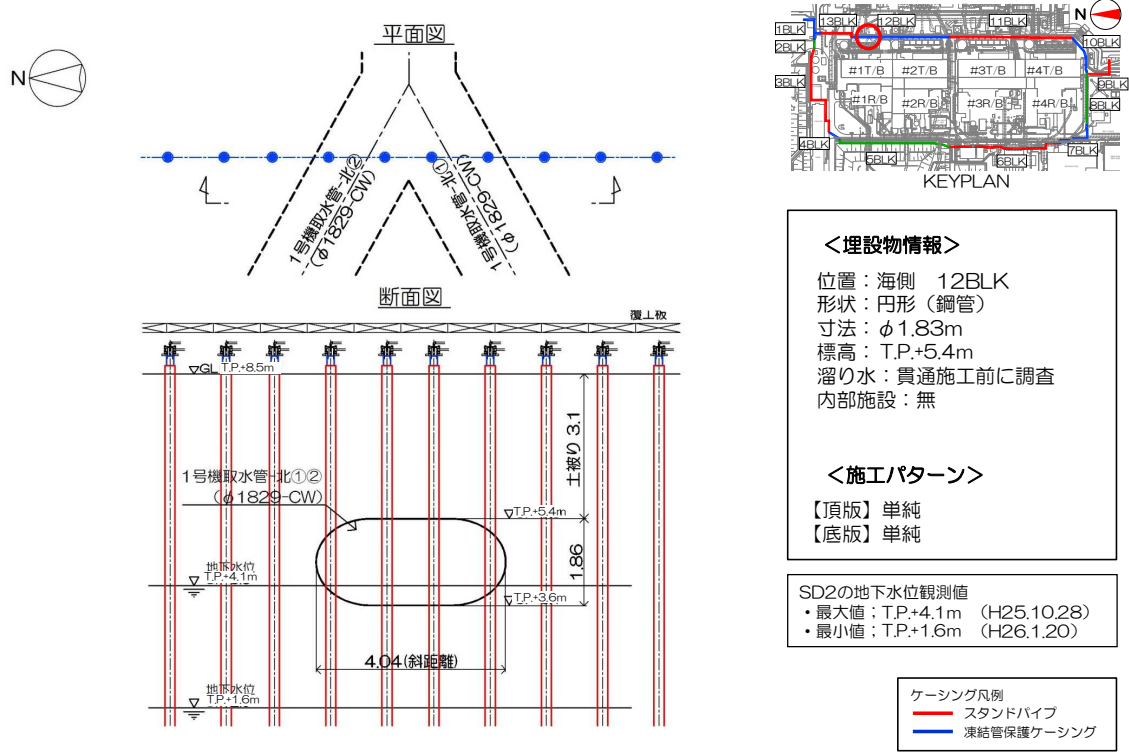 平面図
N
1号機取水管-北②
(φ1829-CW)
1号機取水管-北①
(φ1829-CW)
断面図
覆工板
▽GL T.P.+8.5m
土被り 3.1
1号機取水管-北①②
(φ1829-CW)
▽T.P.+5.4m
1.86
地下水位
T.P.+4.1m
▽T.P.+3.6m
4.04(斜距離)
地下水位
T.P.+1.6m
N
13BLK
12BLK
11BLK
1BLK
10BLK
2BLK
#1T/B
#2T/B
#3T/B
#4T/B
3BLK
9BLK
#1R/B
#2R/B
#3R/B
#4R/B
8BLK
4BLK
5BLK
6BLK
7BLK
KEYPLAN
＜埋設物情報＞
位置：海側　12BLK
形状：円形（鋼管）
寸法：φ1.83m
標高：T.P.+5.4m
溜り水：貫通施工前に調査
内部施設：無
＜施工パターン＞
【頂版】単純
【底版】単純
SD2の地下水位観測値
・最大値；T.P.+4.1m　（H25.10.28）
・最小値；T.P.+1.6m　（H26.1.20）
ケーシング凡例
スタンドパイプ
凍結管保護ケーシング